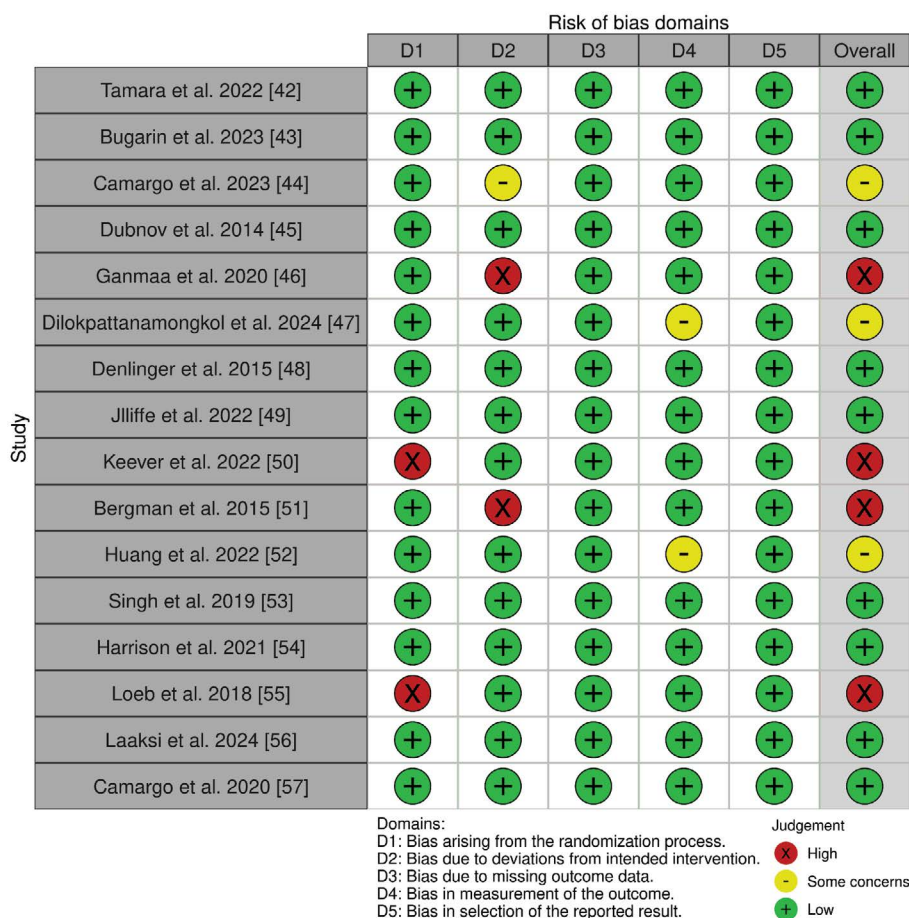 Risk of bias domains
D1 D2 D3 D4 D5 Overall
Study
Tamara et al. 2022 [42] + + + + + +
Bugarin et al. 2023 [43] + + + + + +
Camargo et al. 2023 [44] + - + + + -
Dubnov et al. 2014 [45] + + + + + +
Ganmaa et al. 2020 [46] + X + + + X
Dilokpattanamongkol et al. 2024 [47] + + + - + -
Denlinger et al. 2015 [48] + + + + + +
Jlliffe et al. 2022 [49] + + + + + +
Keever et al. 2022 [50] X + + + + X
Bergman et al. 2015 [51] + X + + + X
Huang et al. 2022 [52] + + + - + -
Singh et al. 2019 [53] + + + + + +
Harrison et al. 2021 [54] + + + + + +
Loeb et al. 2018 [55] X + + + + X
Laaksi et al. 2024 [56] + + + + + +
Camargo et al. 2020 [57] + + + + + +
Domains:
D1: Bias arising from the randomization process.
D2: Bias due to deviations from intended intervention.
D3: Bias due to missing outcome data.
D4: Bias in measurement of the outcome.
D5: Bias in selection of the reported result.
Judgement
X High
- Some concerns
+ Low